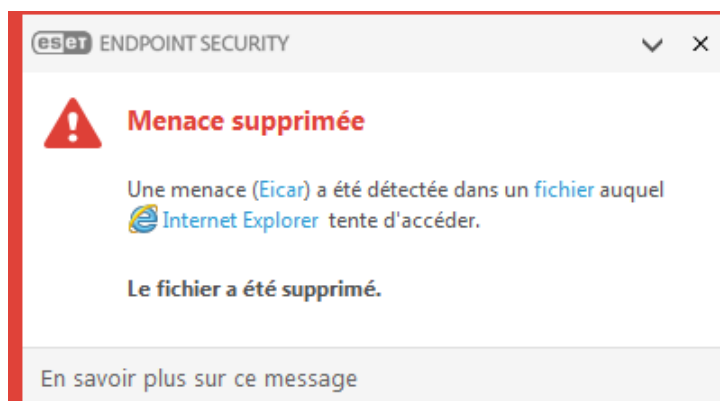 eset ENDPOINT SECURITY
Menace supprimée
Une menace (Eicar) a été détectée dans un fichier auquel
Internet Explorer tente d'accéder.
Le fichier a été supprimé.
En savoir plus sur ce message